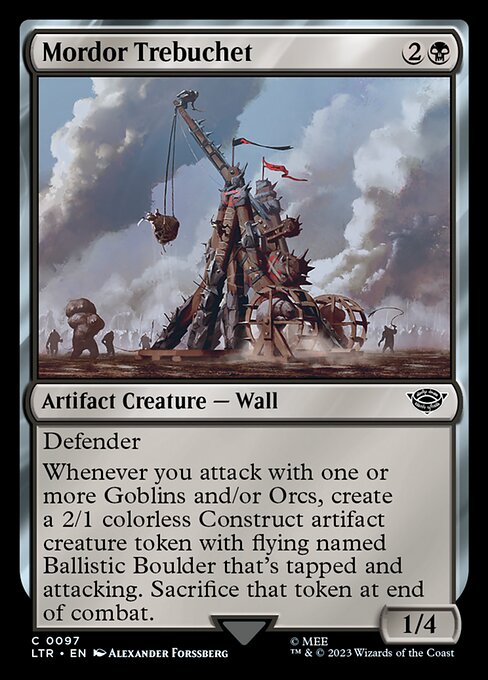 Mordor Trebuchet 2
Artifact Creature — Wall
Defender
Whenever you attack with one or
more Goblins and/or Orcs, create
a 2/1 colorless Construct artifact
creature token with flying named
Ballistic Boulder that's tapped and
attacking. Sacrifice that token at end
of combat.
1/4
C 0097
LTR • EN Alexander Forssberg
© MEE
™ & © 2023 Wizards of the Coast